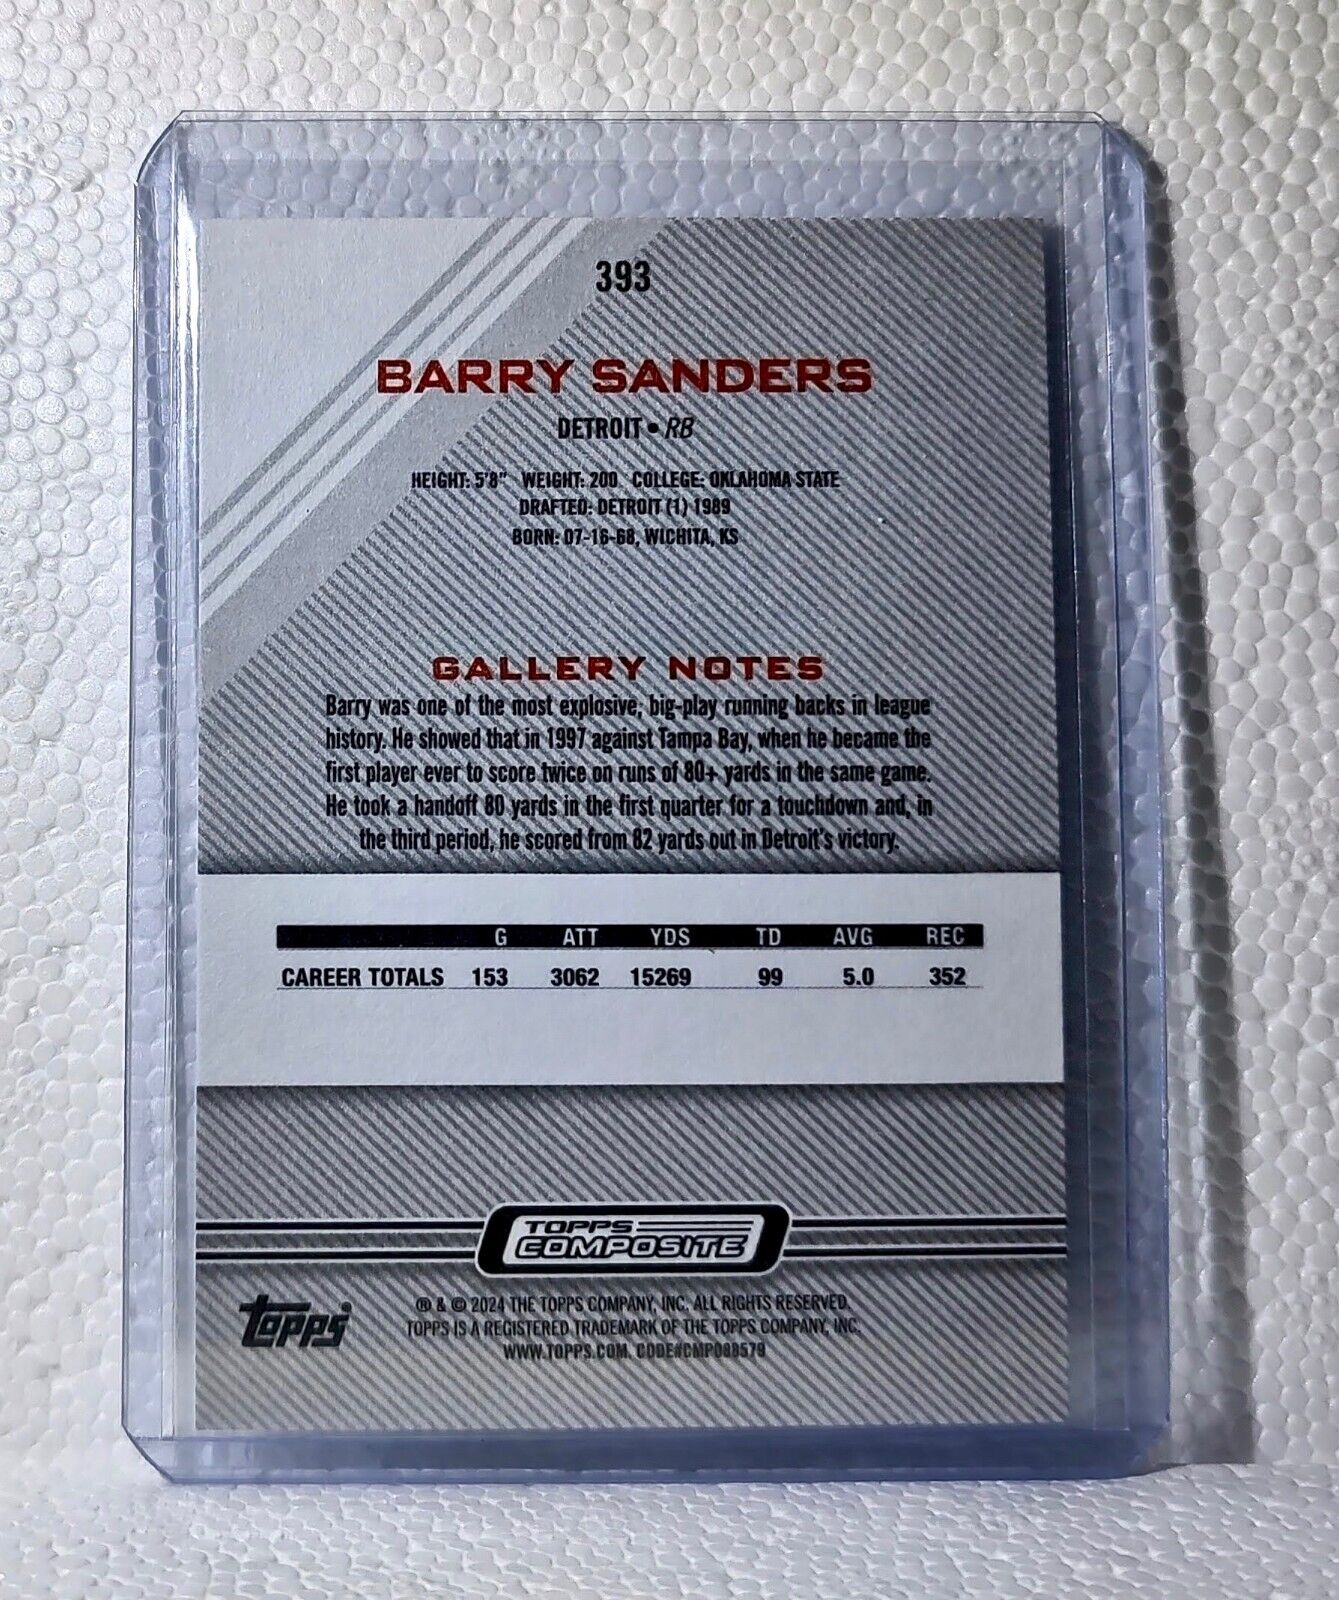 393
BARRY SANDERS
DETROIT • RB
HEIGHT: 5'8" WEIGHT: 200 COLLEGE: OKLAHOMA STATE
DRAFTED: DETROIT (1) 1989
BORN: 07-16-68, WICHITA, KS
GALLERY NOTES
Barry was one of the most explosive, big-play running backs in league
history. He showed that in 1997 against Tampa Bay, when he became the
first player ever to score twice on runs of 80+ yards in the same game.
He took a handoff 80 yards in the first quarter for a touchdown and, in
the third period, he scored from 82 yards out in Detroit's victory.
G ATT YDS TD AVG REC
CAREER TOTALS 153 3062 15269 99 5.0 352
TOPPS
COMPOSITE
topps
® & © 2024 THE TOPPS COMPANY, INC. ALL RIGHTS RESERVED.
TOPPS IS A REGISTERED TRADEMARK OF THE TOPPS COMPANY, INC.
WWW.TOPPS.COM. CODE#CMP088579